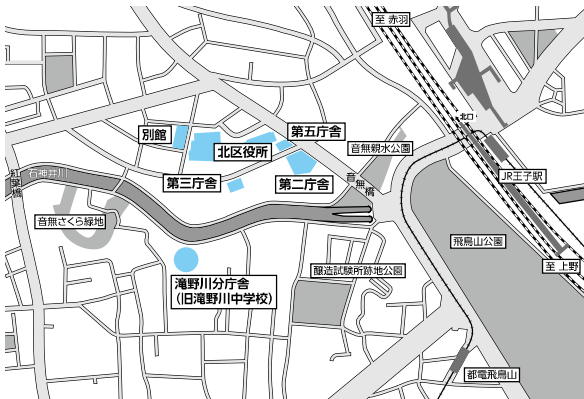 至 赤羽
北口
別館
第五庁舎
北区役所
音無親水公園
JR王子駅
第三庁舎
第二庁舎
音無橋
石神井川
紅葉橋
音無さくら緑地
飛鳥山公園
至 上野
醸造試験所跡地公園
滝野川分庁舎
(旧滝野川中学校)
都電飛鳥山